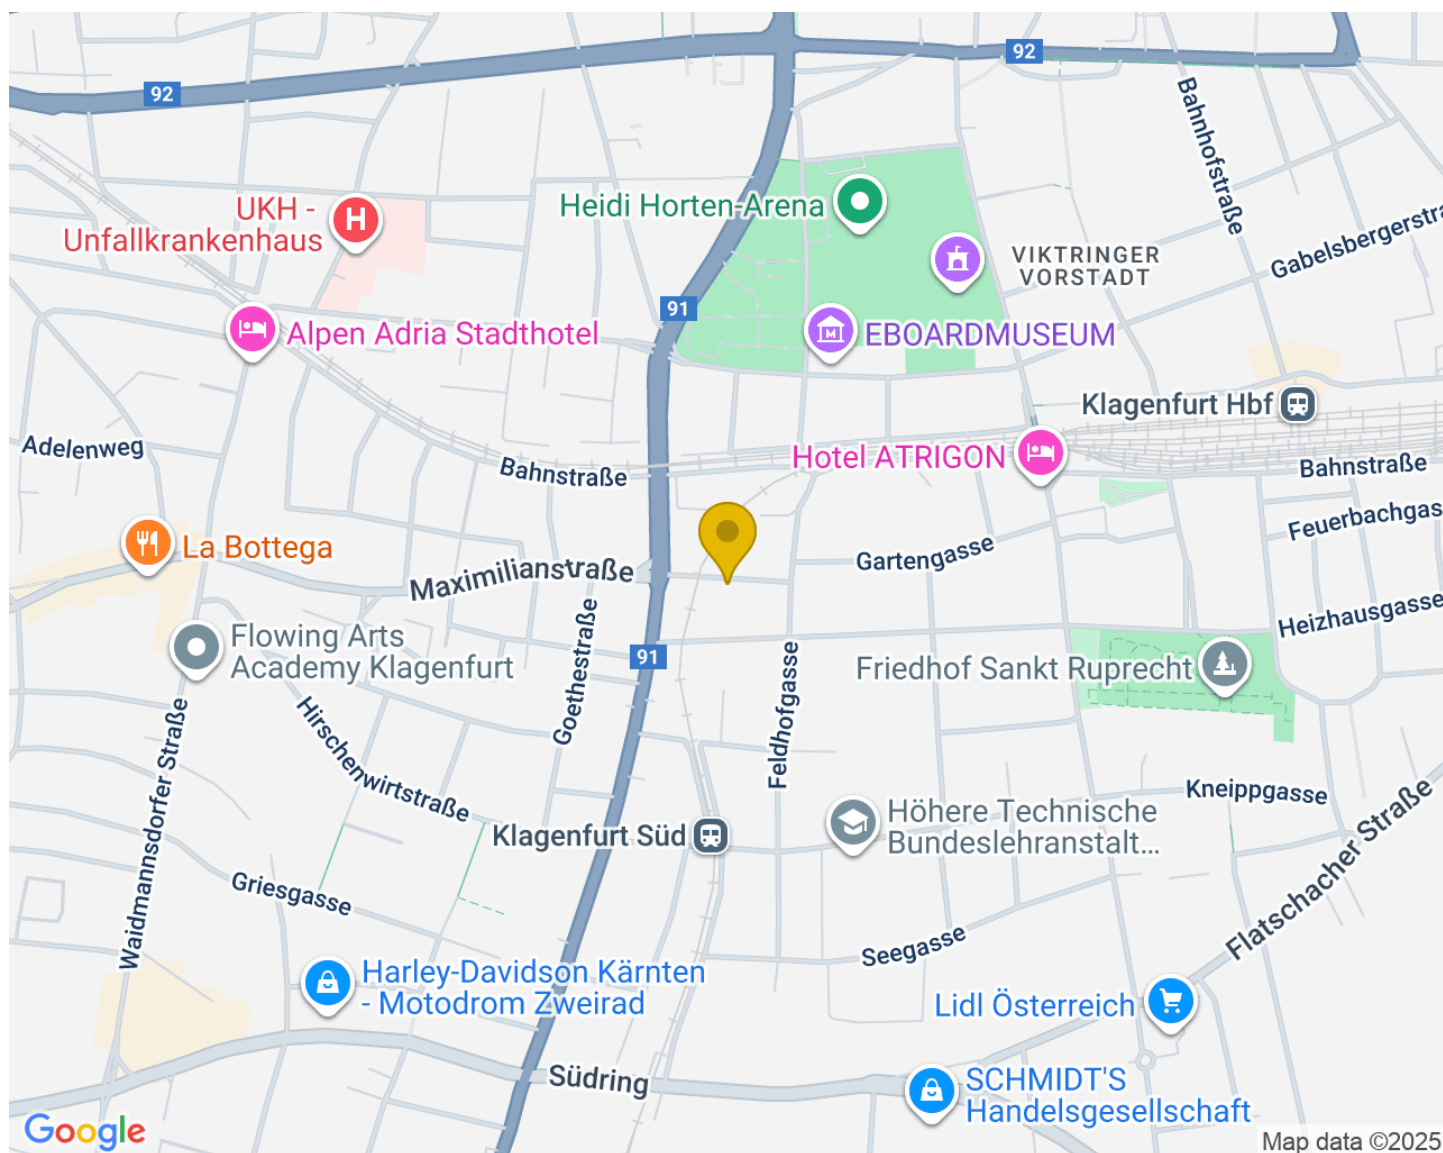 92
92
Bahnhofstraße
Heidi Horten-Arena
UKH -
Unfallkrankenhaus
VIKTRINGER
VORSTADT
Gabelsbergerstra
91
Alpen Adria Stadthotel
EBOARDMUSEUM
Klagenfurt Hbf
Adelenweg
Bahnstraße
Hotel ATRIGON
Bahnstraße
Feuerbachgas
La Bottega
Maximilianstraße
Gartengasse
Heizhausgasse
Flowing Arts
Academy Klagenfurt
Goethestraße
91
Friedhof Sankt Ruprecht
Feldhofgasse
Waidmannsdorfer Straße
Hirschenwirtstraße
Kneippgasse
Klagenfurt Süd
Höhere Technische
Bundeslehranstalt...
Flatschacher Straße
Griesgasse
Seegasse
Harley-Davidson Kärnten
- Motodrom Zweirad
Lidl Österreich
Südring
SCHMIDT'S
Handelsgesellschaft
Google
Map data ©2025